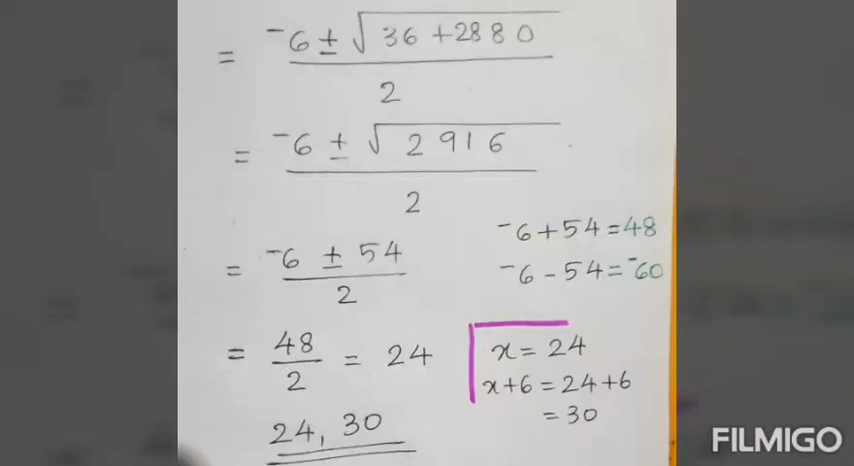 = ⁻6 ± √36 + 2880 / 2
= ⁻6 ± √2916 / 2
= ⁻6 ± 54 / 2
⁻6 + 54 = 48
⁻6 - 54 = ⁻60
= 48 / 2 = 24
24, 30
x = 24
x + 6 = 24 + 6
= 30
FILMIGO